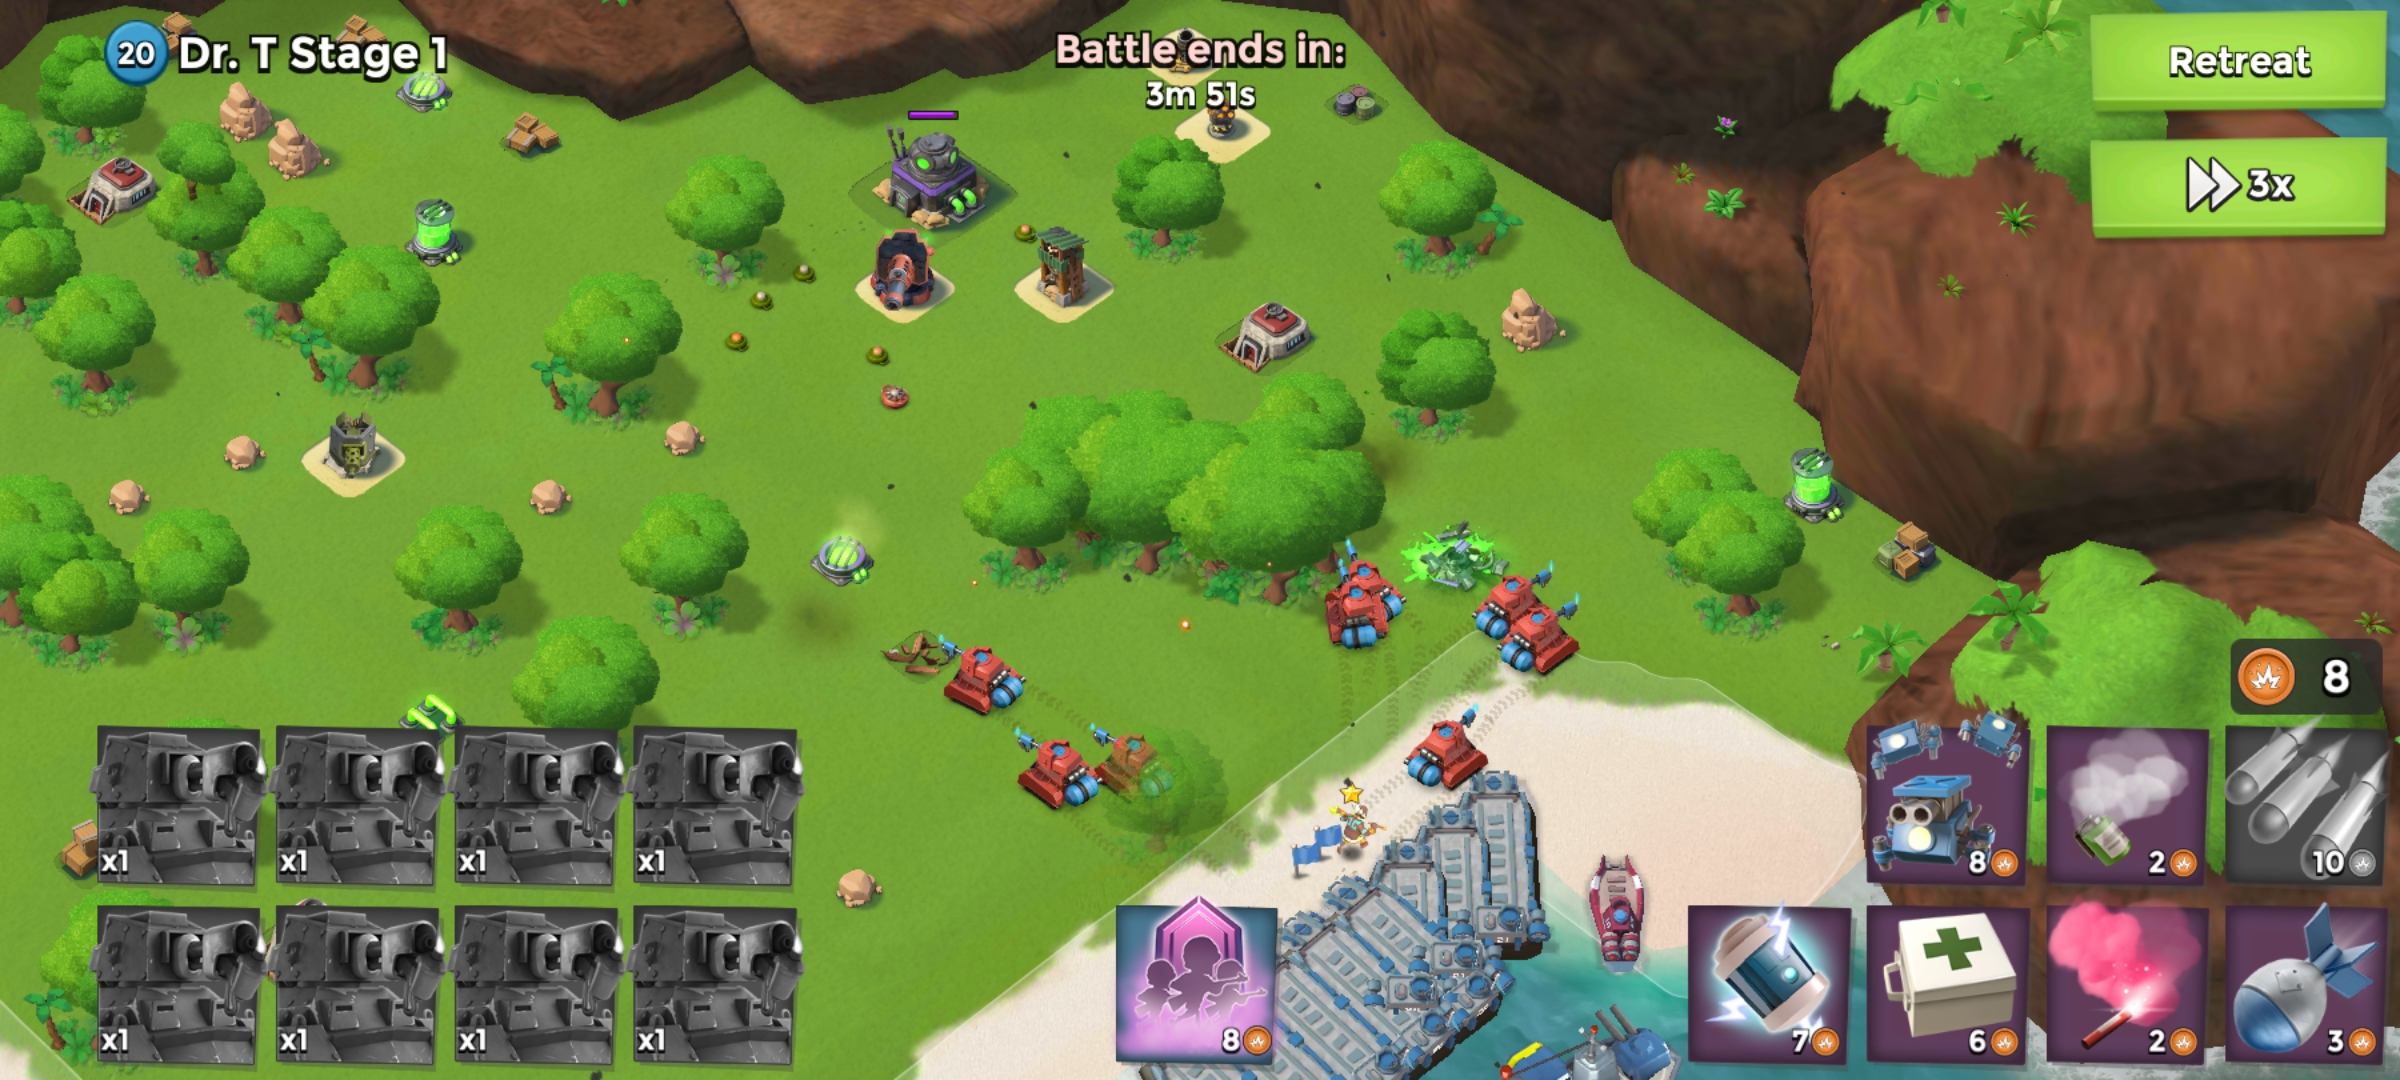 20 Dr. T Stage 1
Battle ends in:
3m 51s
Retreat
3x
8
x1 x1 x1 x1
8 2 10
x1 x1 x1 x1
8 7 6 2 3